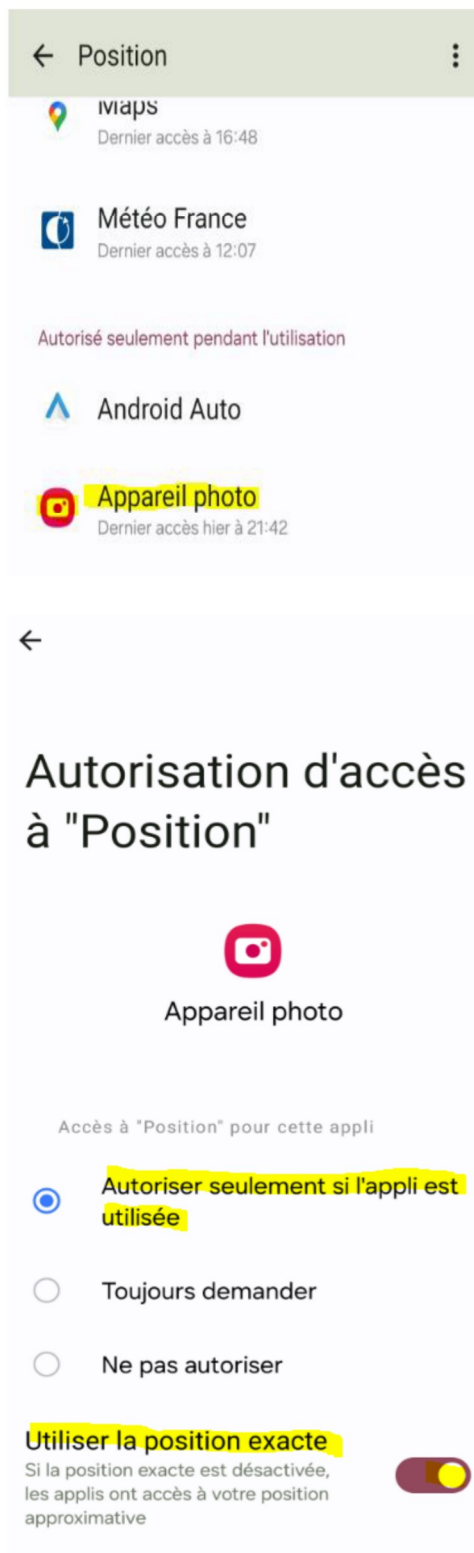 Position
Maps
Dernier accès à 16:48
Météo France
Dernier accès à 12:07
Autorisé seulement pendant l'utilisation
Android Auto
Appareil photo
Dernier accès hier à 21:42
Autorisation d'accès
à "Position"
Appareil photo
Accès à "Position" pour cette appli
Autoriser seulement si l'appli est
utilisée
Toujours demander
Ne pas autoriser
Utiliser la position exacte
Si la position exacte est désactivée,
les applis ont accès à votre position
approximative